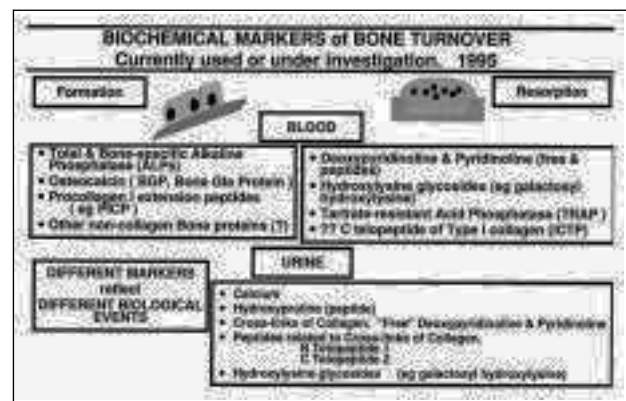 BIOCHEMICAL MARKERS of BONE TURNOVER
Currently used or under investigation. 1995
Formation
Resorption
BLOOD
• Total & Bone-specific Alkaline
Phosphatase (ALPs)
• Osteocalcin (BGP, Bone-Gla Protein)
• Procollagen I extension peptides
(eg PICP)
• Other non-collagen Bone proteins (?)
• Deoxypyridinoline & Pyridinoline (free &
peptides)
• Hydroxylysine glycosides (eg galactosyl
hydroxylysine)
• Tartrate-resistant Acid Phosphatase (TRAP)
• ?? C telopeptide of Type I collagen (ICTP)
URINE
DIFFERENT MARKERS
reflect
DIFFERENT BIOLOGICAL
EVENTS
• Calcium
• Hydroxyproline (peptide)
• Cross-links of Collagen, "Free" Deoxypyridinoline & Pyridinoline
• Peptides related to Cross-links of Collagen,
N Telopeptide 1
C Telopeptide 2
• Hydroxylysine-glycosides (eg galactosyl hydroxylysine)